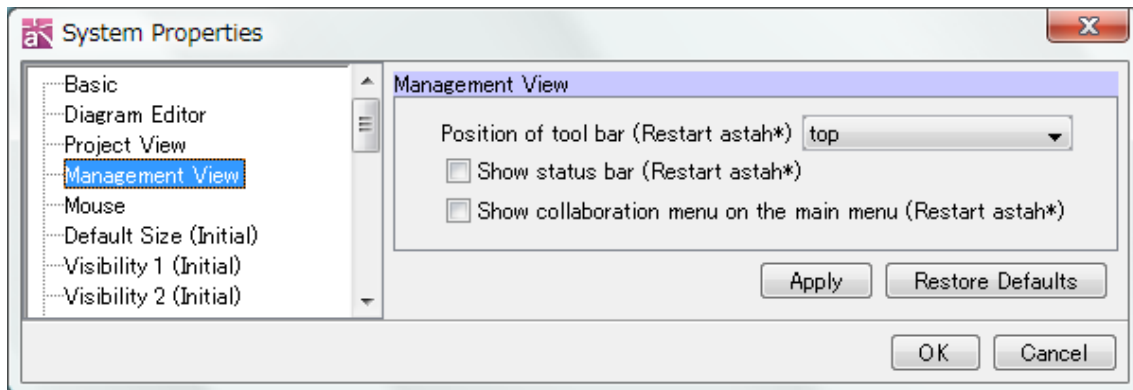 System Properties
Basic
Diagram Editor
Project View
Management View
Mouse
Default Size (Initial)
Visibility 1 (Initial)
Visibility 2 (Initial)
Management View
Position of tool bar (Restart astah*) top
Show status bar (Restart astah*)
Show collaboration menu on the main menu (Restart astah*)
Apply Restore Defaults
OK Cancel